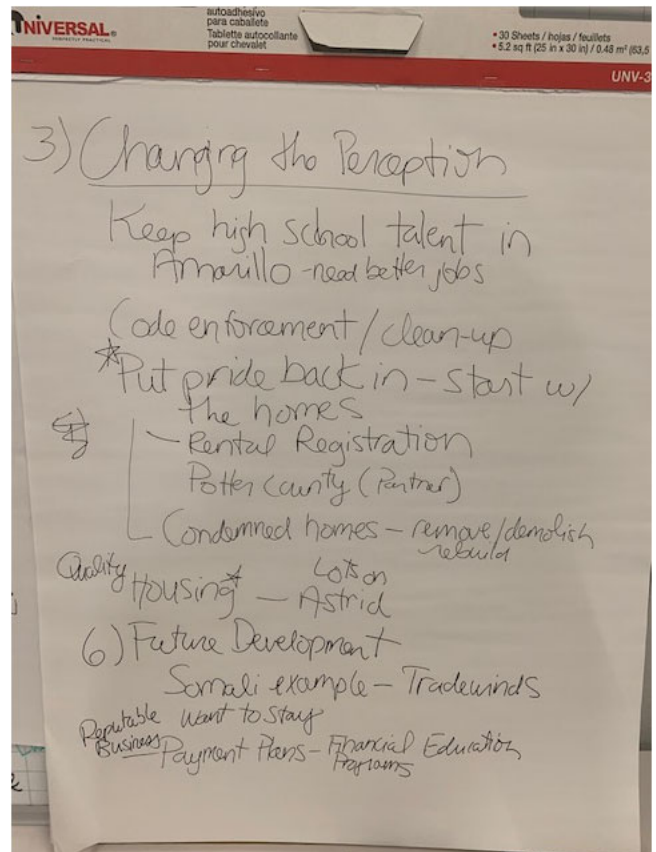 UNIVERSAL®
PERFECTLY PRACTICAL
autoadhesivo
para caballete
Tablette autocollante
pour chevalet
• 30 Sheets / hojas / feuillets
• 5.2 sq ft (25 in x 30 in) / 0.48 m² (63,5
UNV-3
3) Changing the Perception
Keep high school talent in
Amarillo - need better jobs
Code enforcement / clean-up
*Put pride back in - start w/
the homes
- Rental Registration
Potter county (Partner)
Condemned homes - remove/demolish
rebuild
Quality Housing* - Lots on
Astrid
6) Future Development
Somali example - Tradewinds
Want to stay
Reputable
Business
Payment Plans - Financial Education
Programs